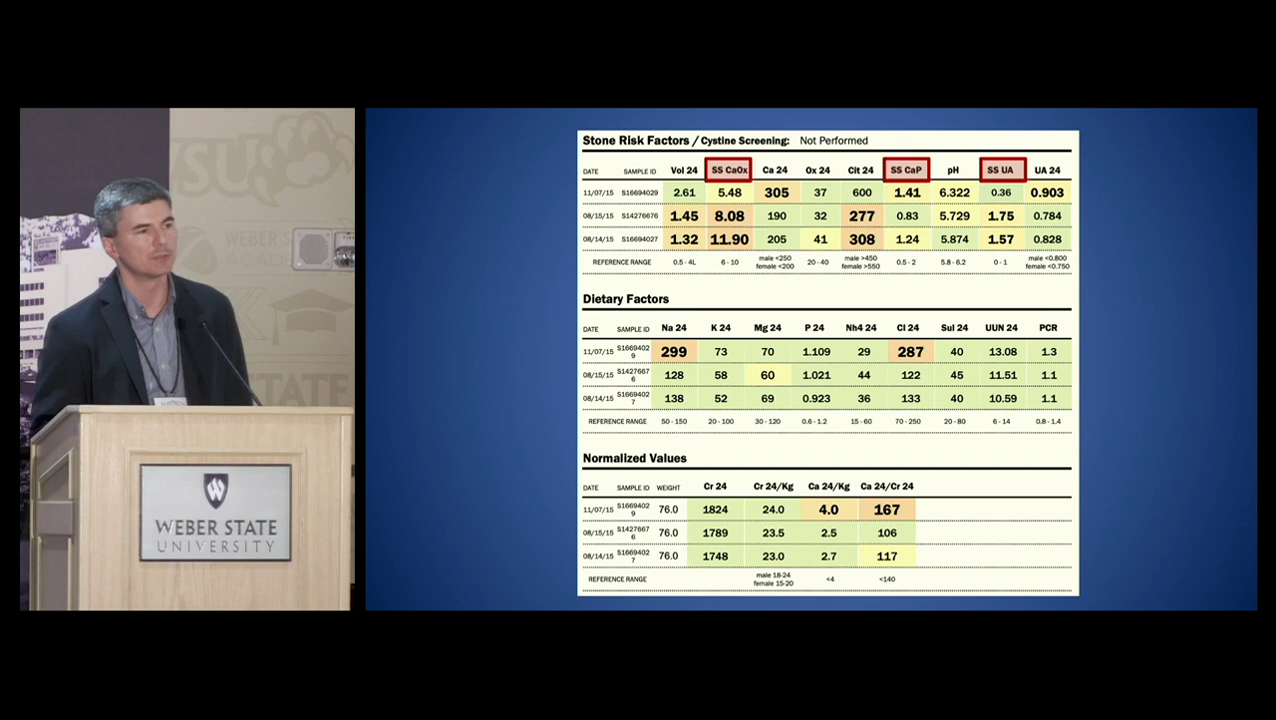 WSU
WEBER S
STATE
WEBER STATE
UNIVERSITY
Stone Risk Factors / Cystine Screening: Not Performed
DATE SAMPLE ID Vol 24 SS CaOx Ca 24 Ox 24 Cit 24 SS CaP pH SS UA UA 24
11/07/15 S16694029 2.61 5.48 305 37 600 1.41 6.322 0.36 0.903
08/15/15 S14276676 1.45 8.08 190 32 277 0.83 5.729 1.75 0.784
08/14/15 S16694027 1.32 11.90 205 41 308 1.24 5.874 1.57 0.828
REFERENCE RANGE 0.5 - 4L 6 - 10 male <250 female <200 20 - 40 male >450 female >550 0.5 - 2 5.8 - 6.2 0 - 1 male <0.800 female <0.750
Dietary Factors
DATE SAMPLE ID Na 24 K 24 Mg 24 P 24 Nh4 24 Cl 24 Sul 24 UUN 24 PCR
11/07/15 S16694029 299 73 70 1.109 29 287 40 13.08 1.3
08/15/15 S14276676 128 58 60 1.021 44 122 45 11.51 1.1
08/14/15 S16694027 138 52 69 0.923 36 133 40 10.59 1.1
REFERENCE RANGE 50 - 150 20 - 100 30 - 120 0.6 - 1.2 15 - 60 70 - 250 20 - 80 6 - 14 0.8 - 1.4
Normalized Values
DATE SAMPLE ID WEIGHT Cr 24 Cr 24/Kg Ca 24/Kg Ca 24/Cr 24
11/07/15 S16694029 76.0 1824 24.0 4.0 167
08/15/15 S14276676 76.0 1789 23.5 2.5 106
08/14/15 S16694027 76.0 1748 23.0 2.7 117
REFERENCE RANGE male 18-24 female 15-20 <4 <140